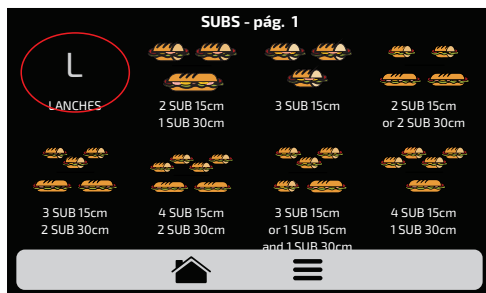 SUBS - pág. 1
L
LANCHES
2 SUB 15cm
1 SUB 30cm
3 SUB 15cm
2 SUB 15cm
or 2 SUB 30cm
3 SUB 15cm
2 SUB 30cm
4 SUB 15cm
2 SUB 30cm
3 SUB 15cm
or 1 SUB 15cm
and 1 SUB 30cm
4 SUB 15cm
1 SUB 30cm